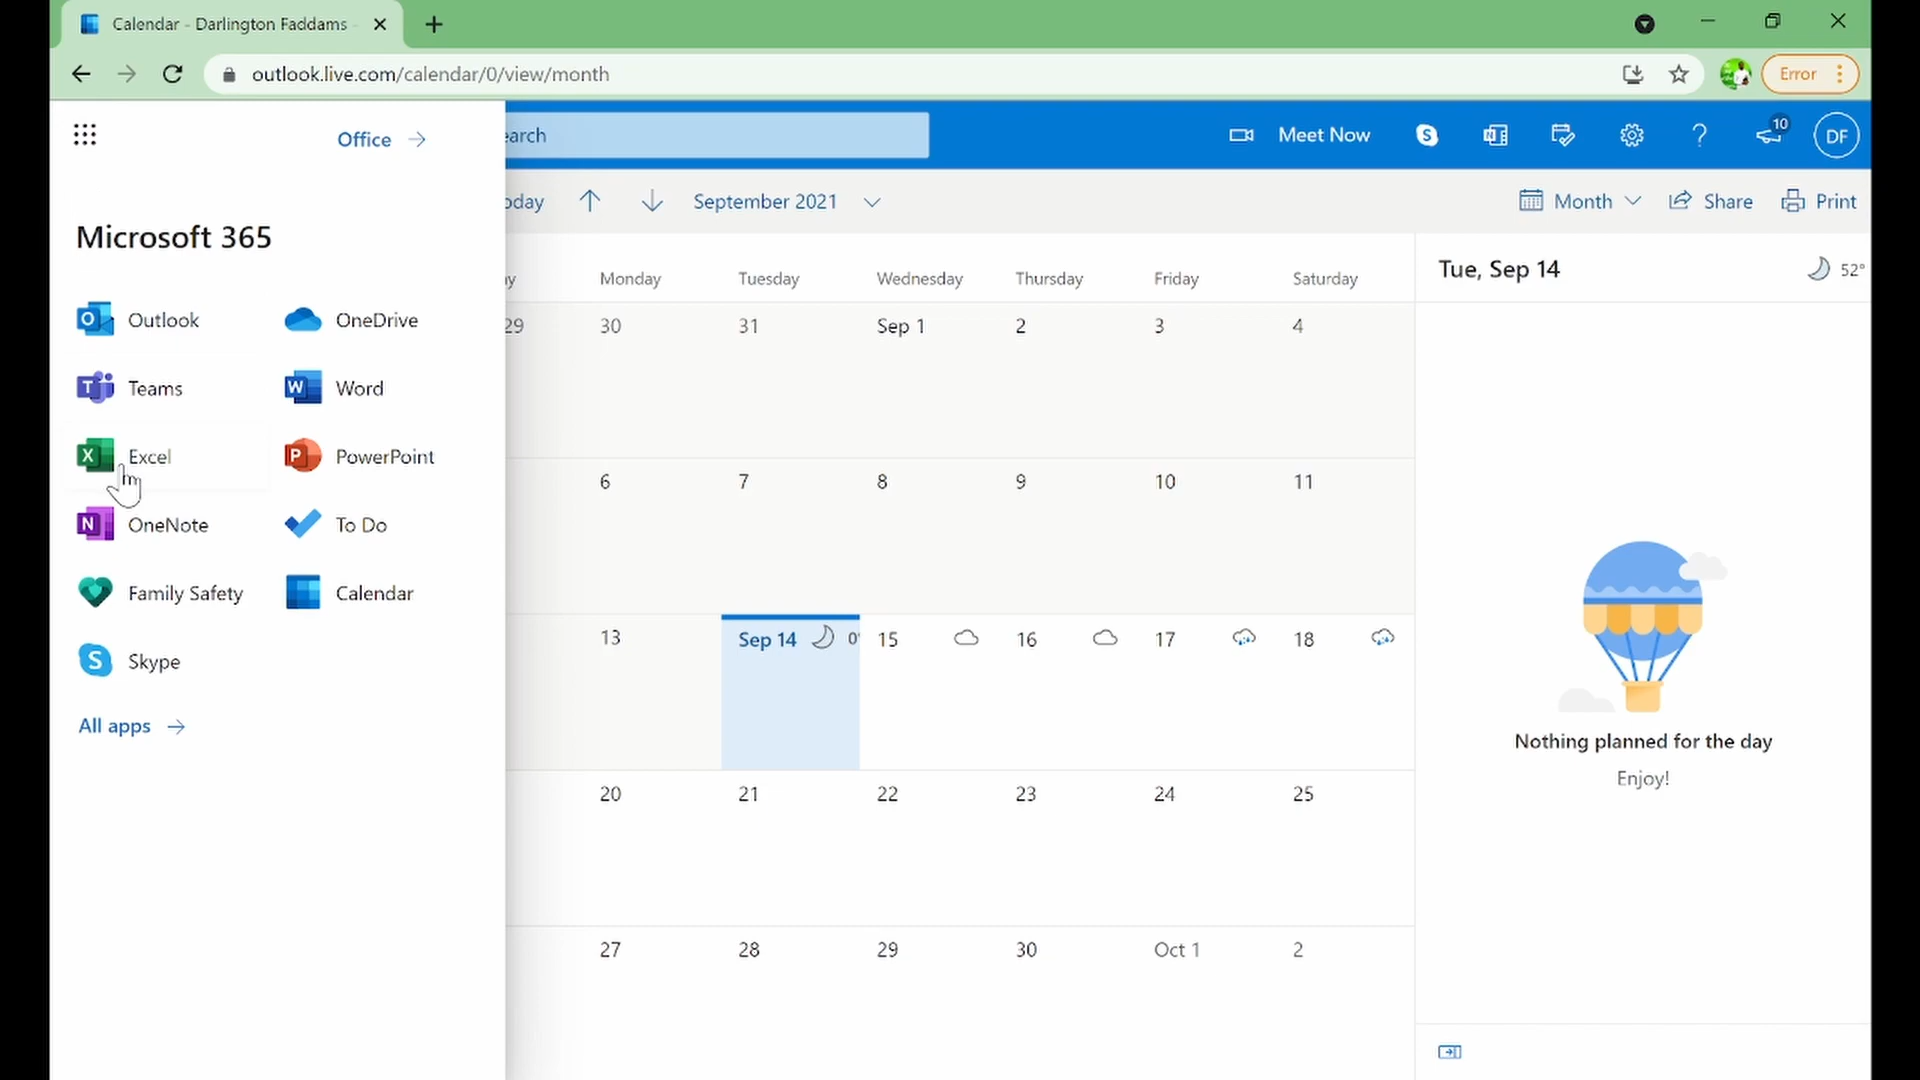 Calendar - Darlington Faddams
outlook.live.com/calendar/0/view/month
Error
Office
earch
Meet Now
10
DF
Microsoft 365
oday
September 2021
Month
Share
Print
Outlook
OneDrive
Teams
Word
Excel
PowerPoint
OneNote
To Do
Family Safety
Calendar
Skype
All apps
y Monday Tuesday Wednesday Thursday Friday Saturday
29 30 31 Sep 1 2 3 4
6 7 8 9 10 11
13 Sep 14 0° 15 16 17 18
20 21 22 23 24 25
27 28 29 30 Oct 1 2
Tue, Sep 14 52°
Nothing planned for the day
Enjoy!